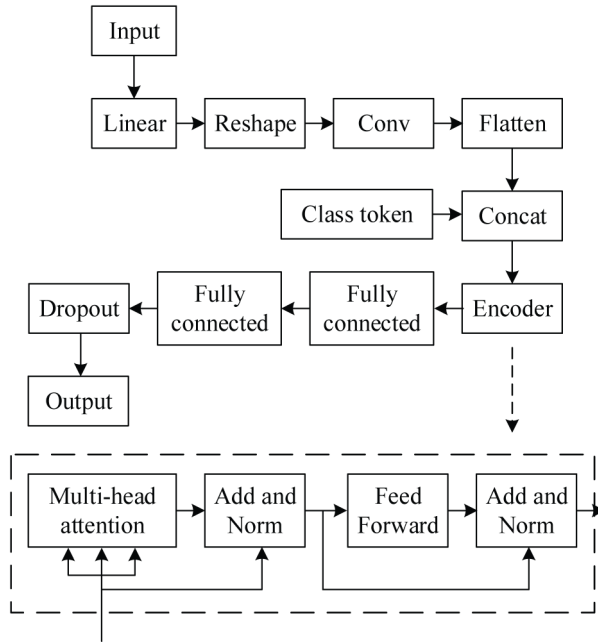 Input
Linear
Reshape
Conv
Flatten
Class token
Concat
Dropout
Fully
connected
Fully
connected
Encoder
Output
Multi-head
attention
Add and
Norm
Feed
Forward
Add and
Norm